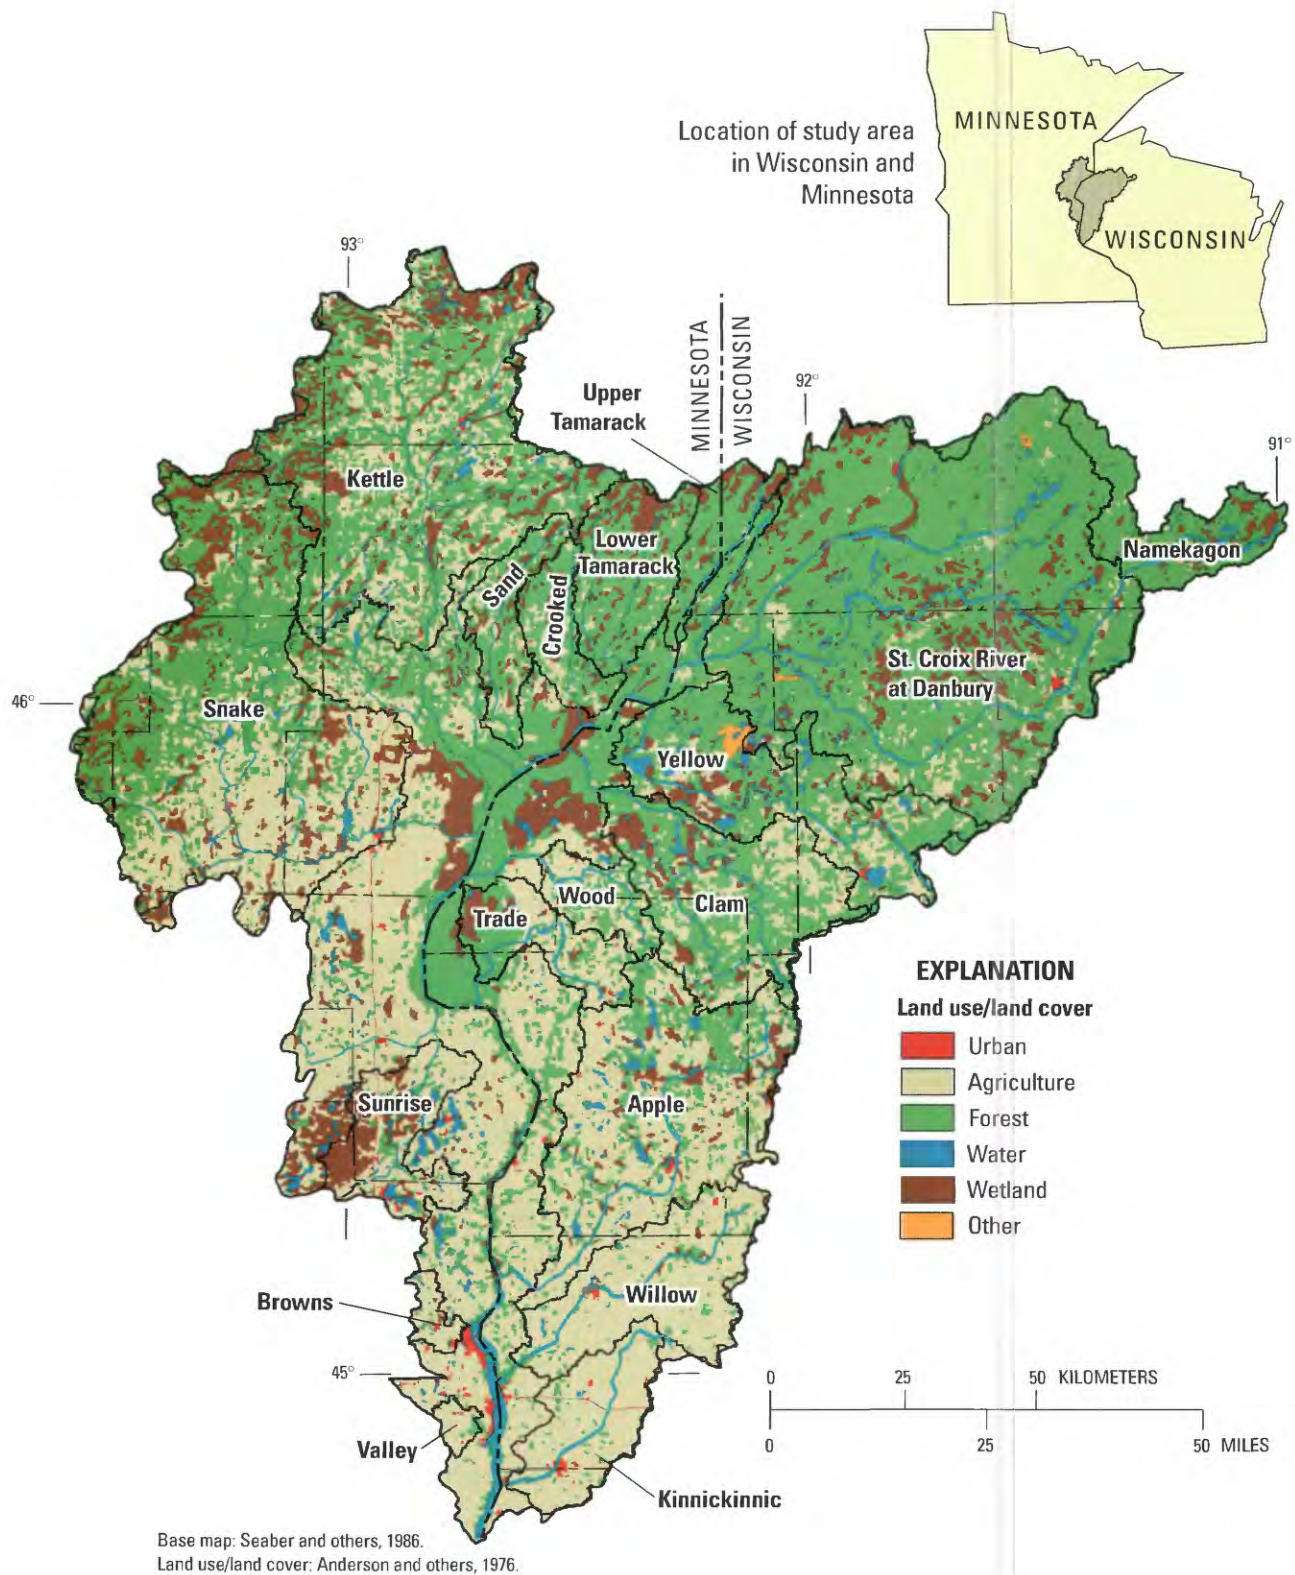 MINNESOTA
Location of study area
in Wisconsin and
Minnesota
WISCONSIN
93°
MINNESOTA
WISCONSIN
92°
Upper
Tamarack
91°
Kettle
Lower
Tamarack
Namekagon
Sand
Crooked
St. Croix River
at Danbury
46°
Snake
Yellow
Wood
Clam
Trade
EXPLANATION
Land use/land cover
Urban
Agriculture
Forest
Water
Wetland
Other
Sunrise
Apple
Browns
Willow
45°
0 25 50 KILOMETERS
0 25 50 MILES
Valley
Kinnickinnic
Base map: Seaber and others, 1986.
Land use/land cover: Anderson and others, 1976.